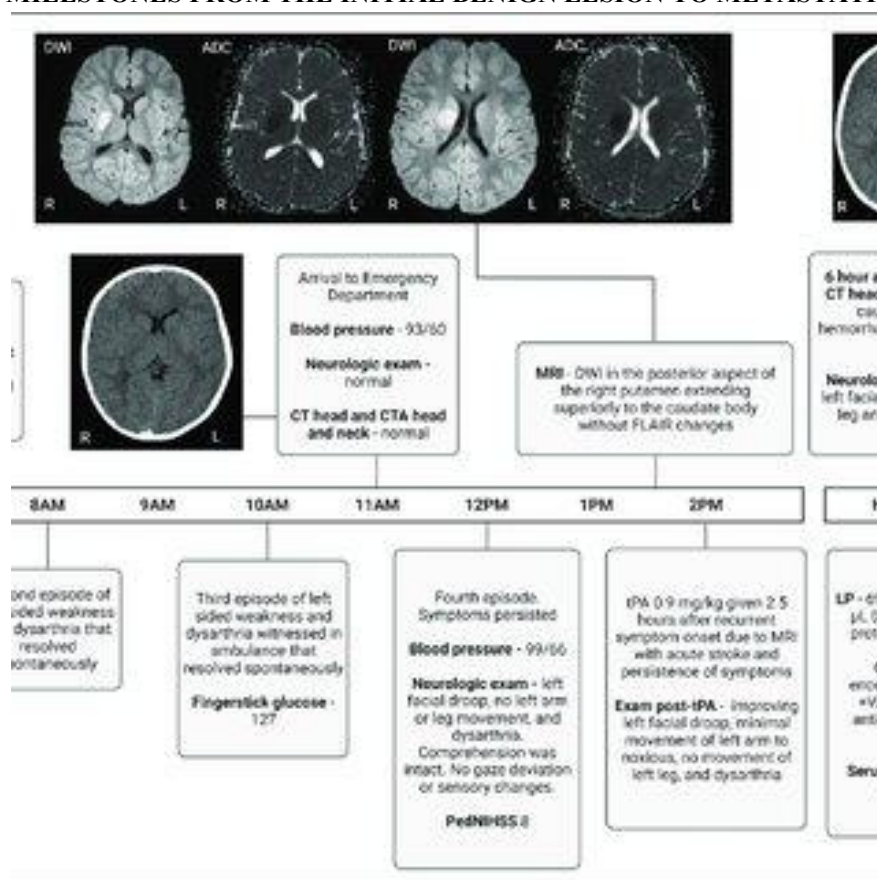 MILESTONES FROM THE INITIAL BENIGN LESION TO METASTATI
DWI
ADC
DWI
ADC
R
L
R
L
R
L
R
L
R
R
L
Arrival to Emergency
Department
Blood pressure - 93/60
Neurologic exam -
normal
CT head and CTA head
and neck - normal
MRI - DWI in the posterior aspect of
the right putamen extending
superiorly to the caudate body
without FLAIR changes
6 hour a
CT head
cau
hemorrha
Neurolo
left facia
leg an
8AM
9AM
10AM
11AM
12PM
1PM
2PM
ond episode of
ided weakness
dysarthria that
resolved
pontaneously
Third episode of left
sided weakness and
dysarthria witnessed in
ambulance that
resolved spontaneously
Fingerstick glucose -
127
Fourth episode.
Symptoms persisted
Blood pressure - 99/66
Neurologic exam - left
facial droop, no left arm
or leg movement, and
dysarthria.
Comprehension was
intact. No gaze deviation
or sensory changes.
PedNIHSS 8
tPA 0.9 mg/kg given 2.5
hours after recurrent
symptom onset due to MRI
with acute stroke and
persistence of symptoms
Exam post-tPA - improving
left facial droop, minimal
movement of left arm to
noxious, no movement of
left leg, and dysarthria
LP - 
prot
ence
anti
Seru